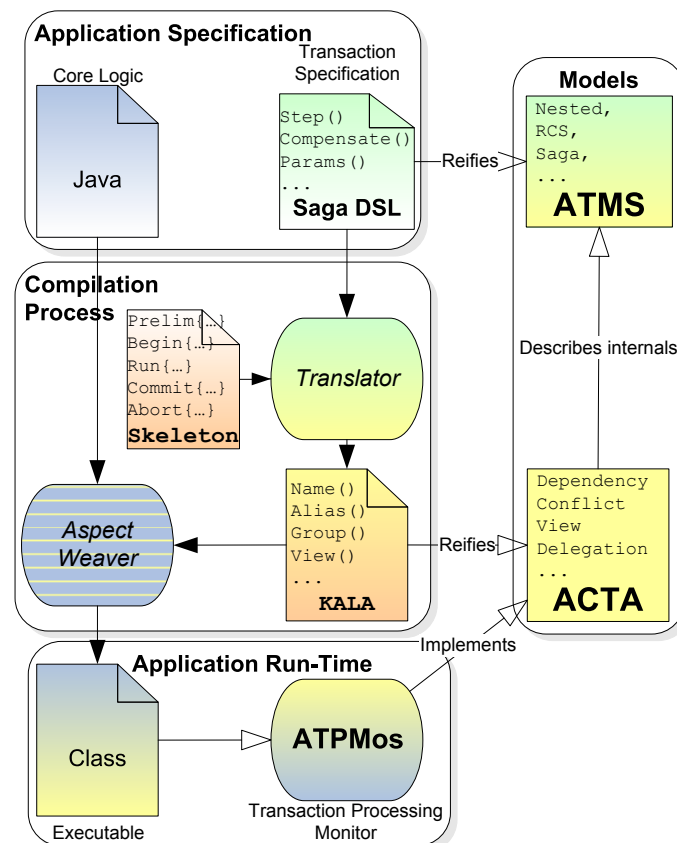 Application Specification
Core Logic
Transaction
Specification
Java
Step()
Compensate()
Params()
...
Saga DSL
Reifies
Models
Nested,
RCS,
Saga,
...
ATMS
Compilation
Process
Prelim{…}
Begin{…}
Run{…}
Commit{…}
Abort{…}
Skeleton
Translator
Describes internals
Aspect
Weaver
Name()
Alias()
Group()
View()
...
KALA
Reifies
Dependency
Conflict
View
Delegation
...
ACTA
Implements
Application Run-Time
Class
ATPMos
Executable
Transaction Processing
Monitor